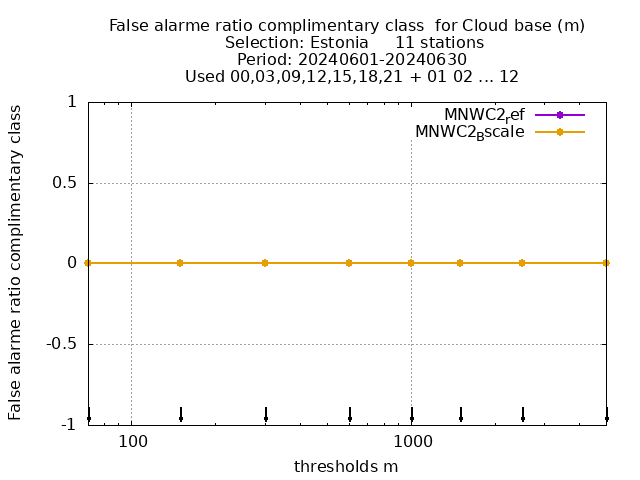 False alarme ratio complimentary class  for Cloud base (m)
Selection: Estonia     11 stations
Period: 20240601-20240630
Used 00,03,09,12,15,18,21 + 01 02 ... 12
MNWC2ref
MNWC2Bscale
1
0.5
0
-0.5
-1
False alarme ratio complimentary class
100
1000
thresholds m